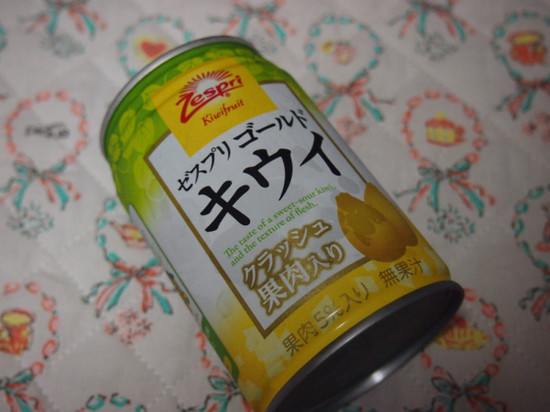 Zespri
Kiwifruit
ゼスプリ ゴールド
キウイ
The taste of a sweet-sour kiwi,
and the texture of flesh.
クラッシュ
果肉入り
果肉5%入り 無果汁